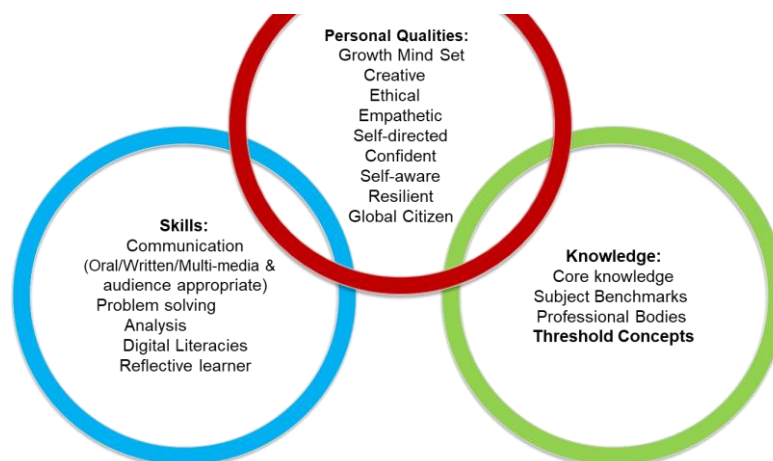 Personal Qualities:
Growth Mind Set
Creative
Ethical
Empathetic
Self-directed
Confident
Self-aware
Resilient
Global Citizen
Skills:
Communication
(Oral/Written/Multi-media &
audience appropriate)
Problem solving
Analysis
Digital Literacies
Reflective learner
Knowledge:
Core knowledge
Subject Benchmarks
Professional Bodies
Threshold Concepts